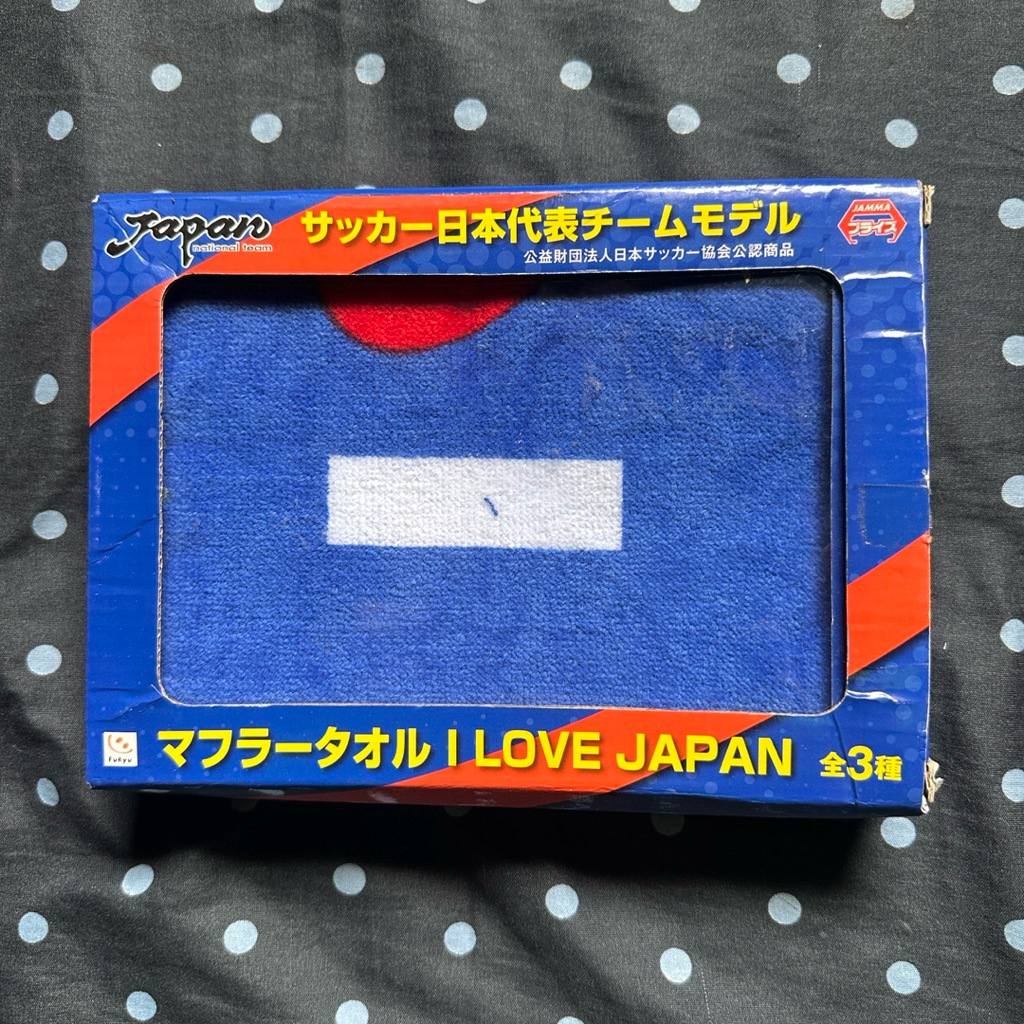 Japan
national team
サッカー日本代表チームモデル
公益財団法人日本サッカー協会公認商品
JAMMA
プライズ
FuRyu
マフラータオル I LOVE JAPAN
全3種